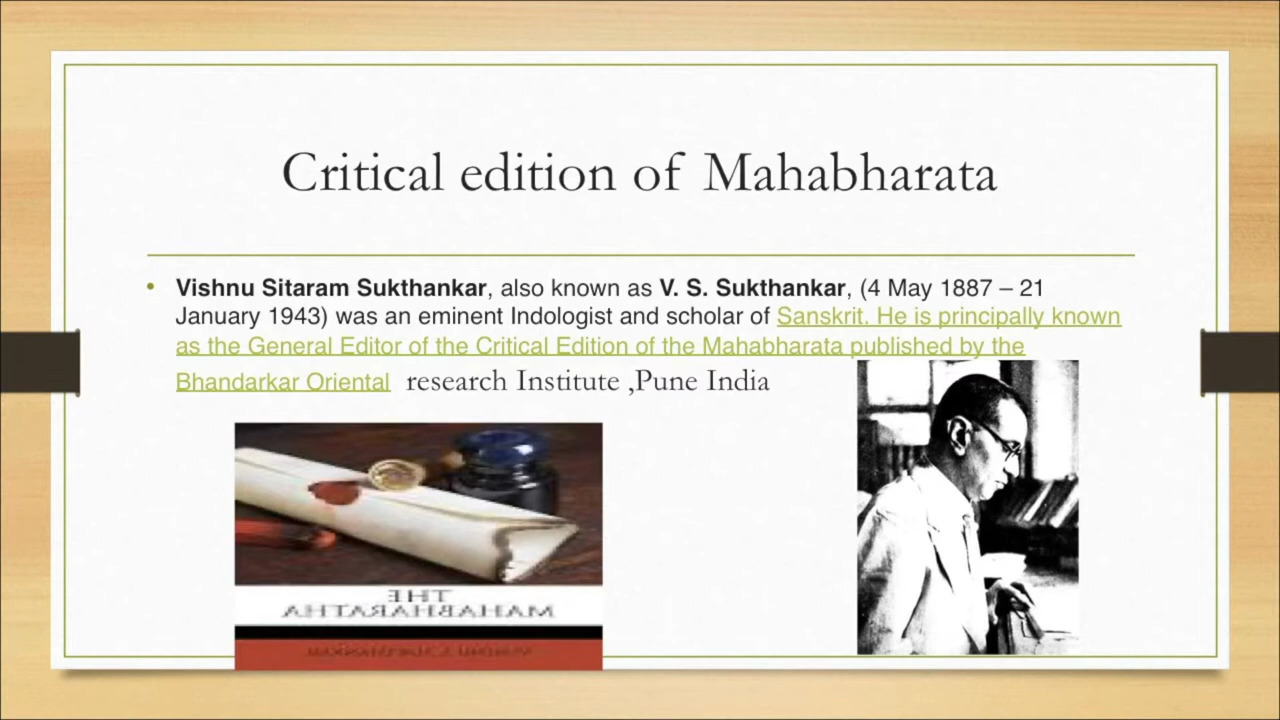 Critical edition of Mahabharata
• Vishnu Sitaram Sukthankar, also known as V. S. Sukthankar, (4 May 1887 – 21
January 1943) was an eminent Indologist and scholar of Sanskrit. He is principally known
as the General Editor of the Critical Edition of the Mahabharata published by the
Bhandarkar Oriental research Institute ,Pune India
THE
MAHABHARATHA